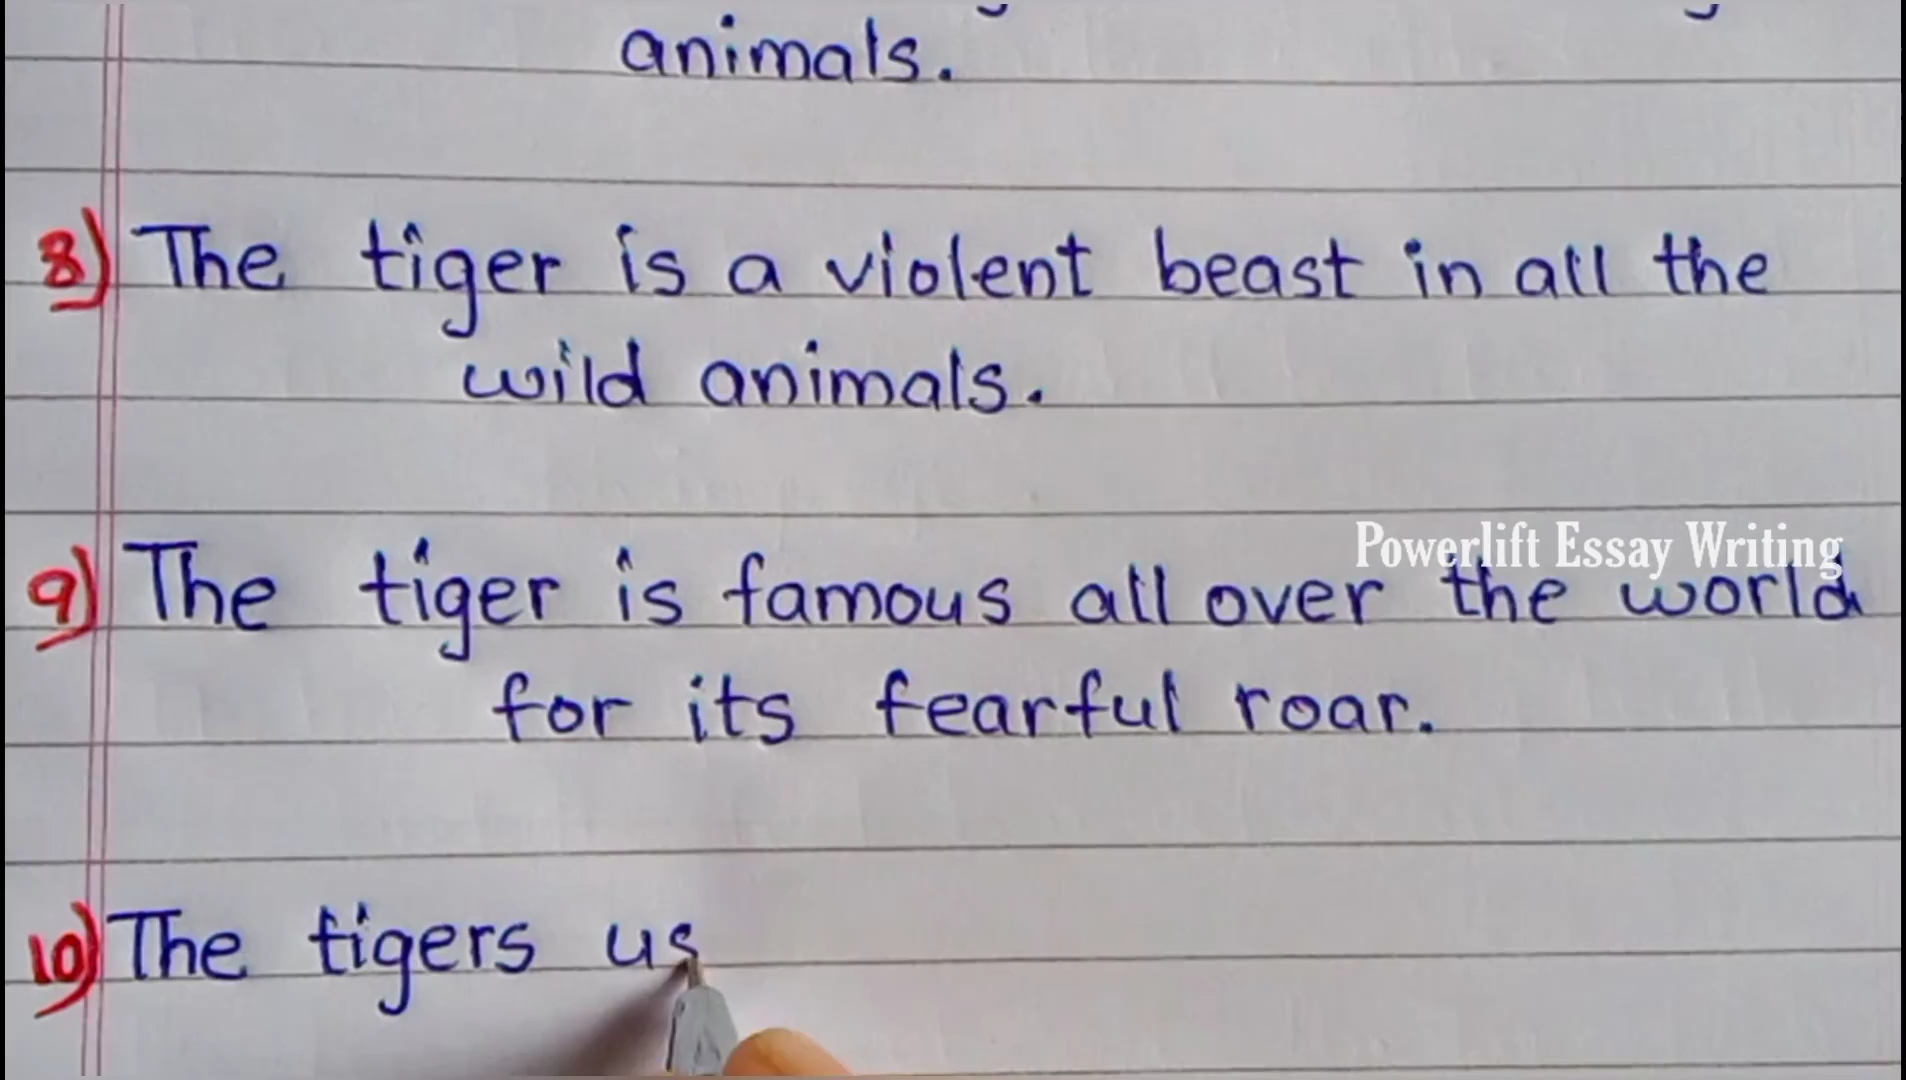 animals.
8) The tiger is a violent beast in all the
wild animals.
Powerlift Essay Writing
9) The tiger is famous all over the world
for its fearful roar.
10) The tigers us